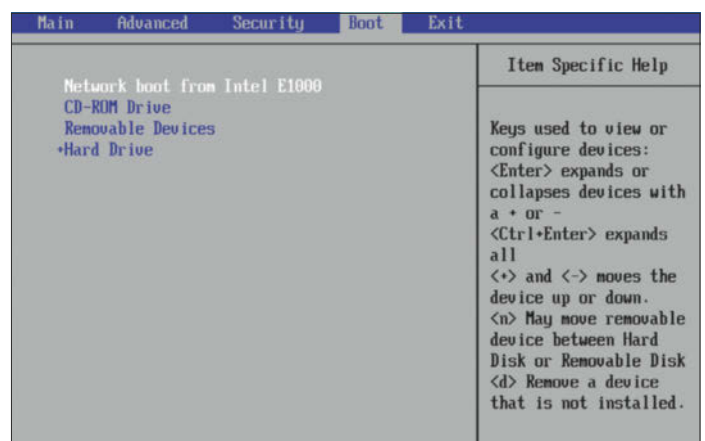 Main Advanced Security Boot Exit
Network boot from Intel E1000
CD-ROM Drive
Removable Devices
+Hard Drive
Item Specific Help
Keys used to view or
configure devices:
<Enter> expands or
collapses devices with
a + or -
<Ctrl+Enter> expands
all
<+> and <-> moves the
device up or down.
<n> May move removable
device between Hard
Disk or Removable Disk
<d> Remove a device
that is not installed.